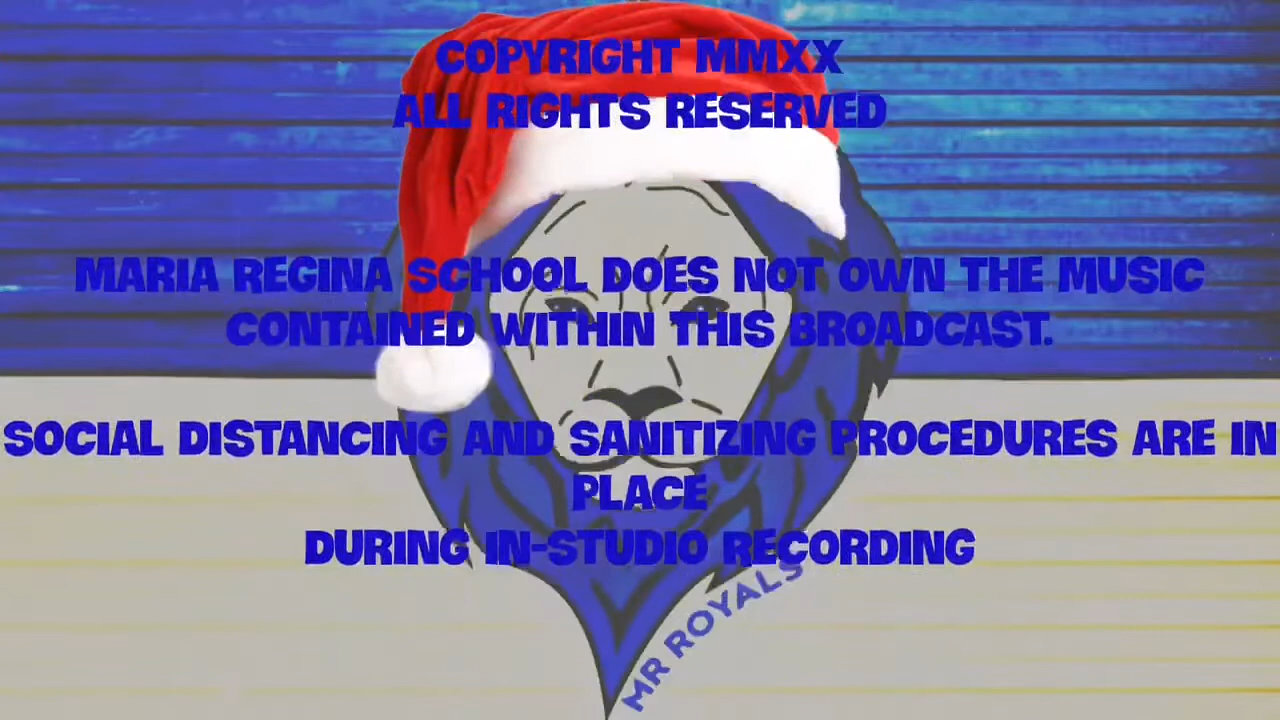 COPYRIGHT MMXX
ALL RIGHTS RESERVED
MARIA REGINA SCHOOL DOES NOT OWN THE MUSIC
CONTAINED WITHIN THIS BROADCAST.
SOCIAL DISTANCING AND SANITIZING PROCEDURES ARE IN
PLACE
DURING IN-STUDIO RECORDING
MR ROYALS